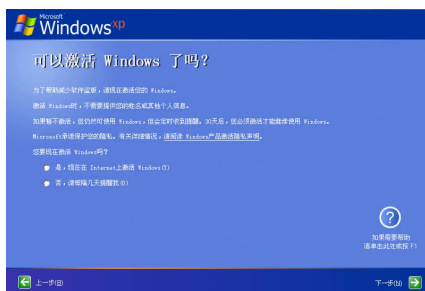 Microsoft
Windows xp
可以激活 Windows 了吗？
为了帮助减少软件盗版，请现在激活您的 Windows。
激活 Windows时，不需要提供您的姓名或其他个人信息。
如果暂不激活，您仍然可使用 Windows，但会定时收到提醒。30天后，您必须激活才能继续使用 Windows。
Microsoft承诺保护您的隐私。有关详细情况，请阅读 Windows产品激活隐私声明。
您要现在激活 Windows吗？
是，现在在 Internet上激活 Windows(Y)
否，请每隔几天提醒我(O)
如果需要帮助
请单击此处或按 F1
上一步(B)
下一步(N)